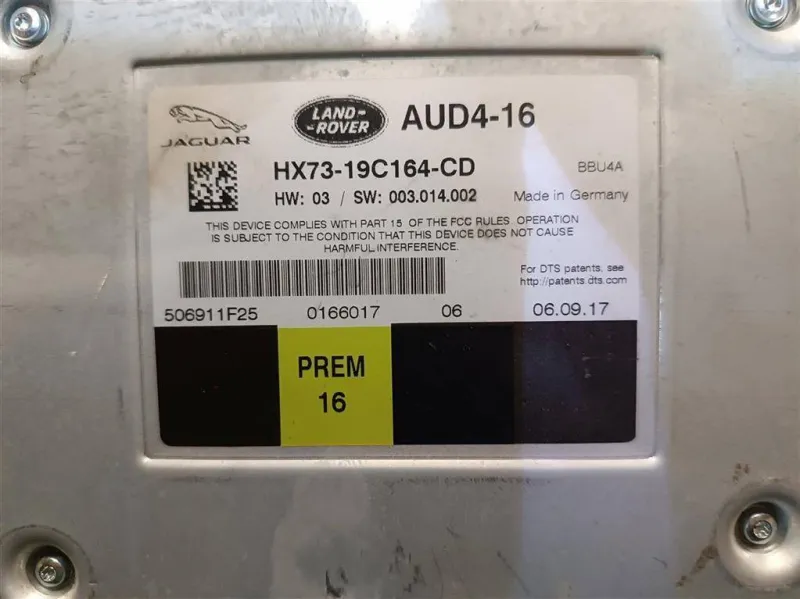 JAGUAR
LAND-
ROVER
AUD4-16
HX73-19C164-CD
BBU4A
HW: 03 / SW: 003.014.002
Made in Germany
THIS DEVICE COMPLIES WITH PART 15 OF THE FCC RULES. OPERATION
IS SUBJECT TO THE CONDITION THAT THIS DEVICE DOES NOT CAUSE
HARMFUL INTERFERENCE.
For DTS patents, see
http://patents.dts.com
506911F25 0166017 06 06.09.17
PREM
16